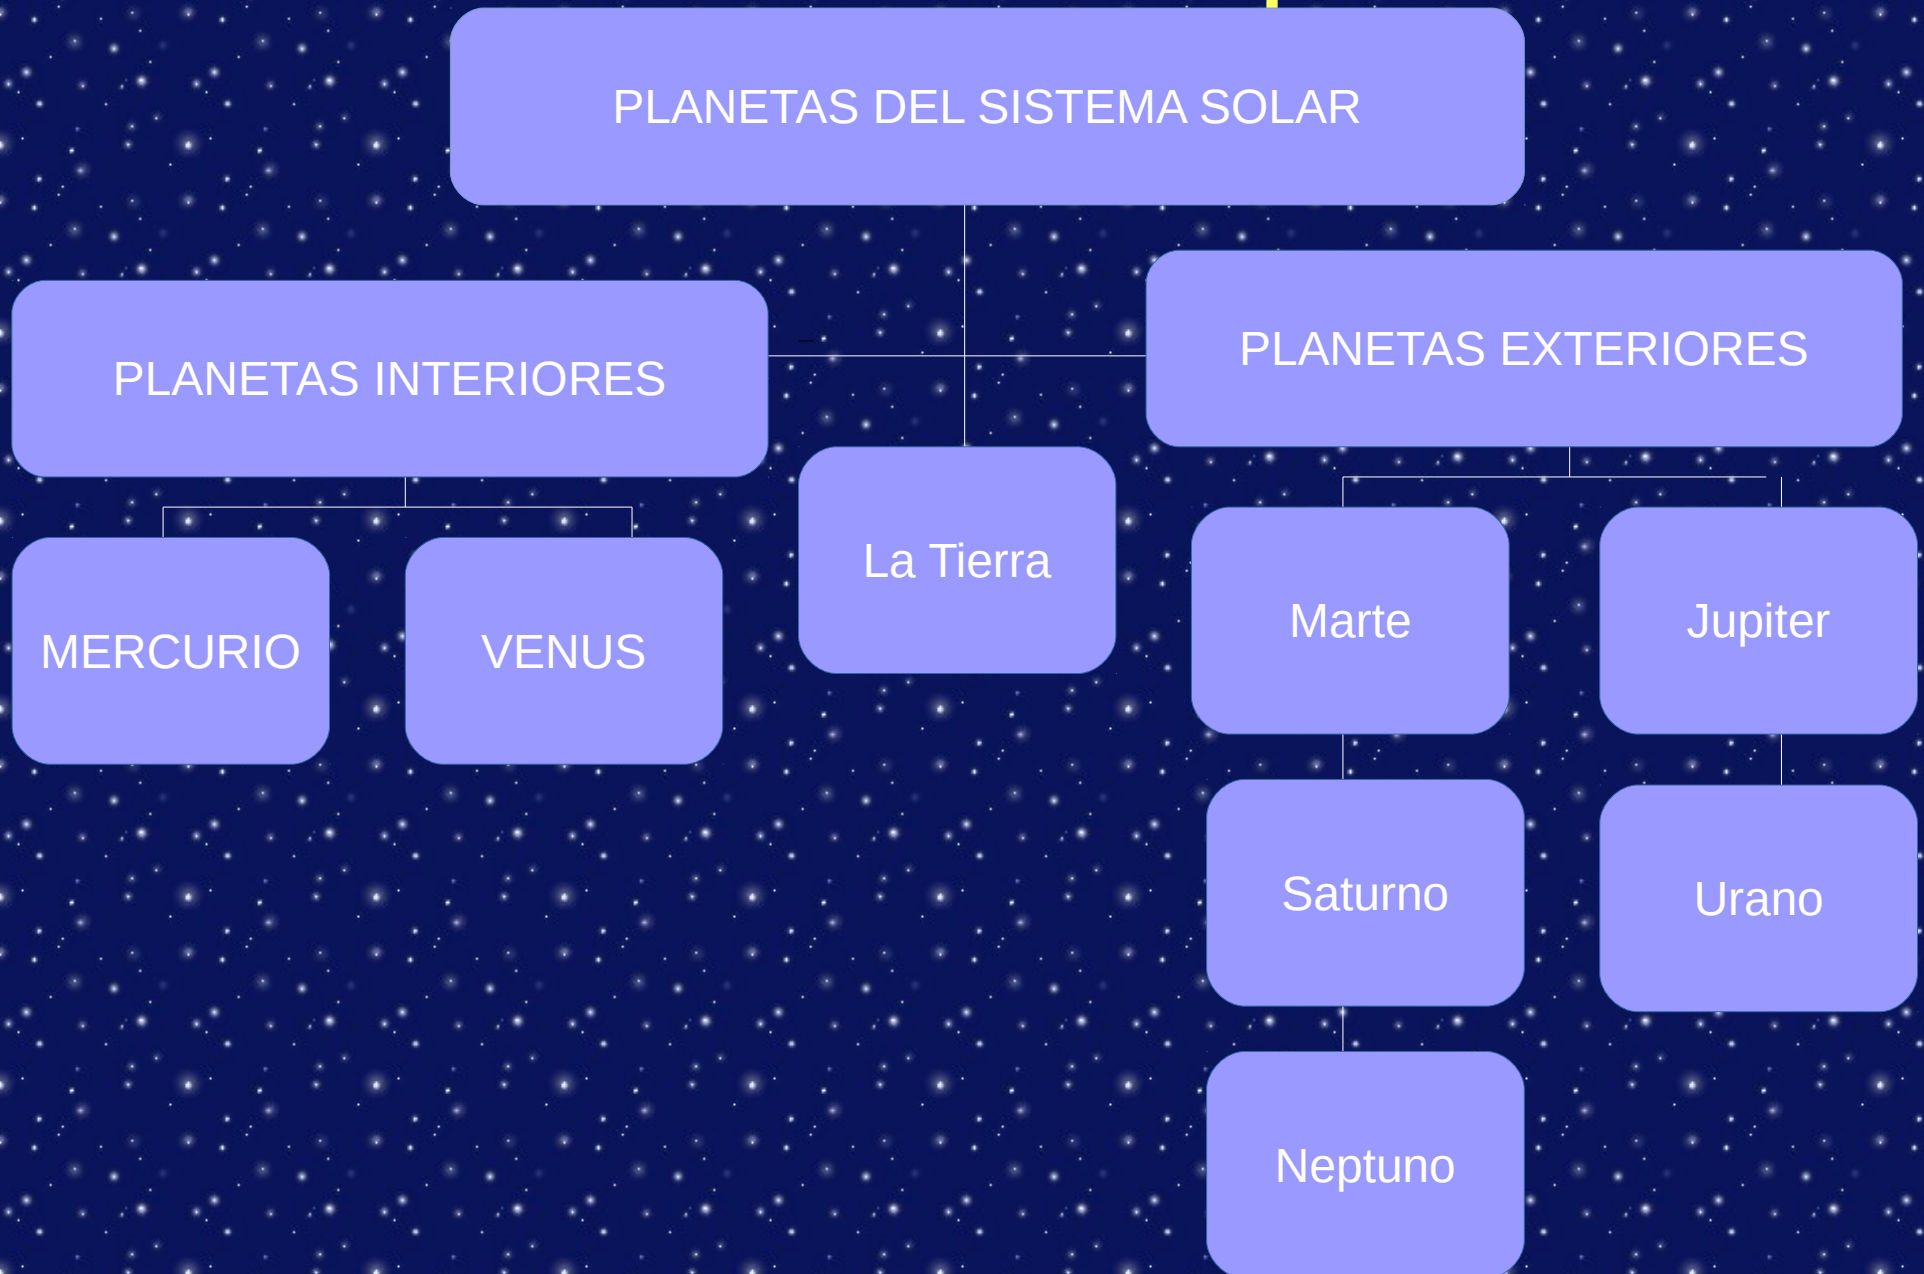 PLANETAS DEL SISTEMA SOLAR
PLANETAS INTERIORES
PLANETAS EXTERIORES
La Tierra
MERCURIO
VENUS
Marte
Jupiter
Saturno
Urano
Neptuno